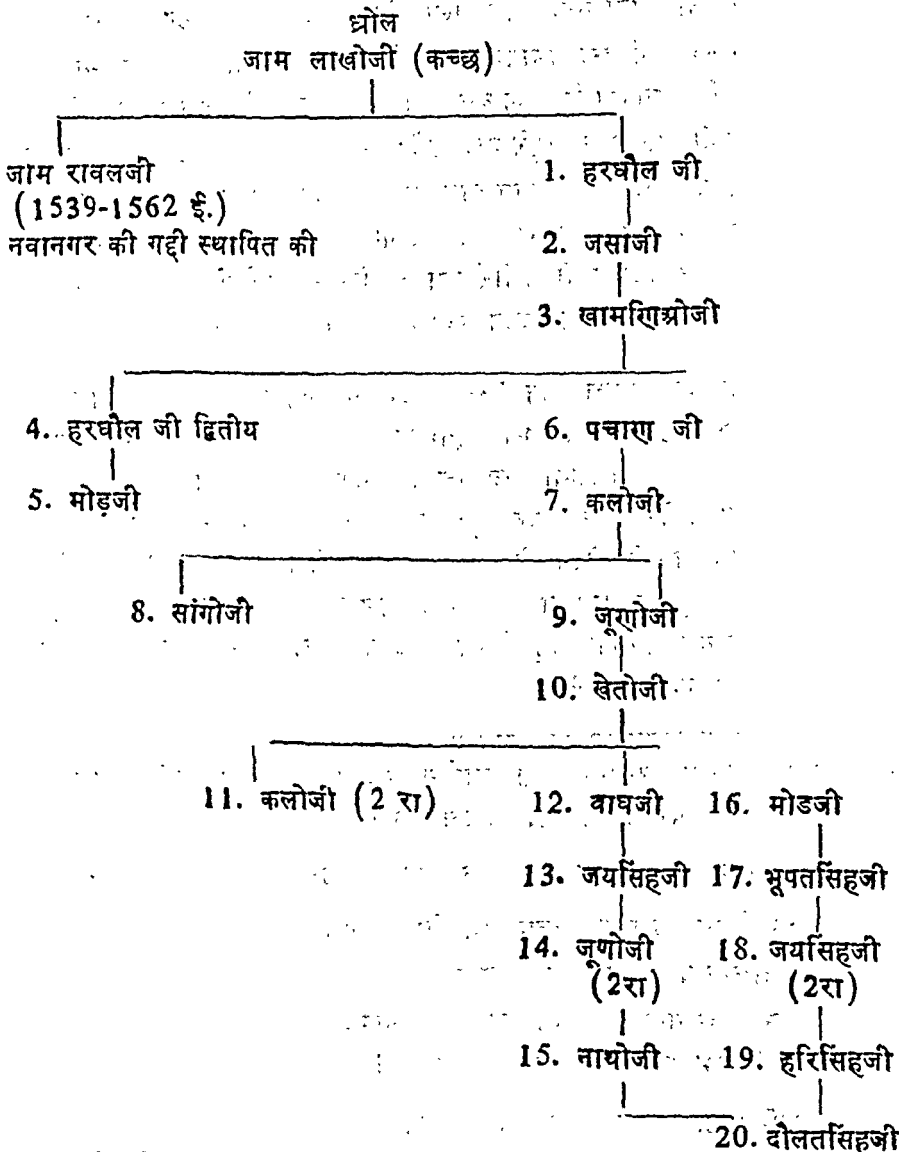 ध्रोल
जाम लाखोजी (कच्छ)
जाम रावलजी
(1539-1562 ई.)
नवानगर की गद्दी स्थापित की
1. हरघौल जी
2. जसाजी
3. खामणिओजी
4. हरघौल जी द्वितीय
6. पचाण जी
5. मोड़जी
7. कलोजी
8. सांगोजी
9. जूणोजी
10. खेतोजी
11. कलोजी (2 रा)
12. वाघजी
16. मोडजी
13. जयसिंहजी
17. भूपतसिंहजी
14. जूणोजी
(2रा)
18. जयसिंहजी
(2रा)
15. नाथोजी
19. हरिसिंहजी
20. दौलतसिंहजी